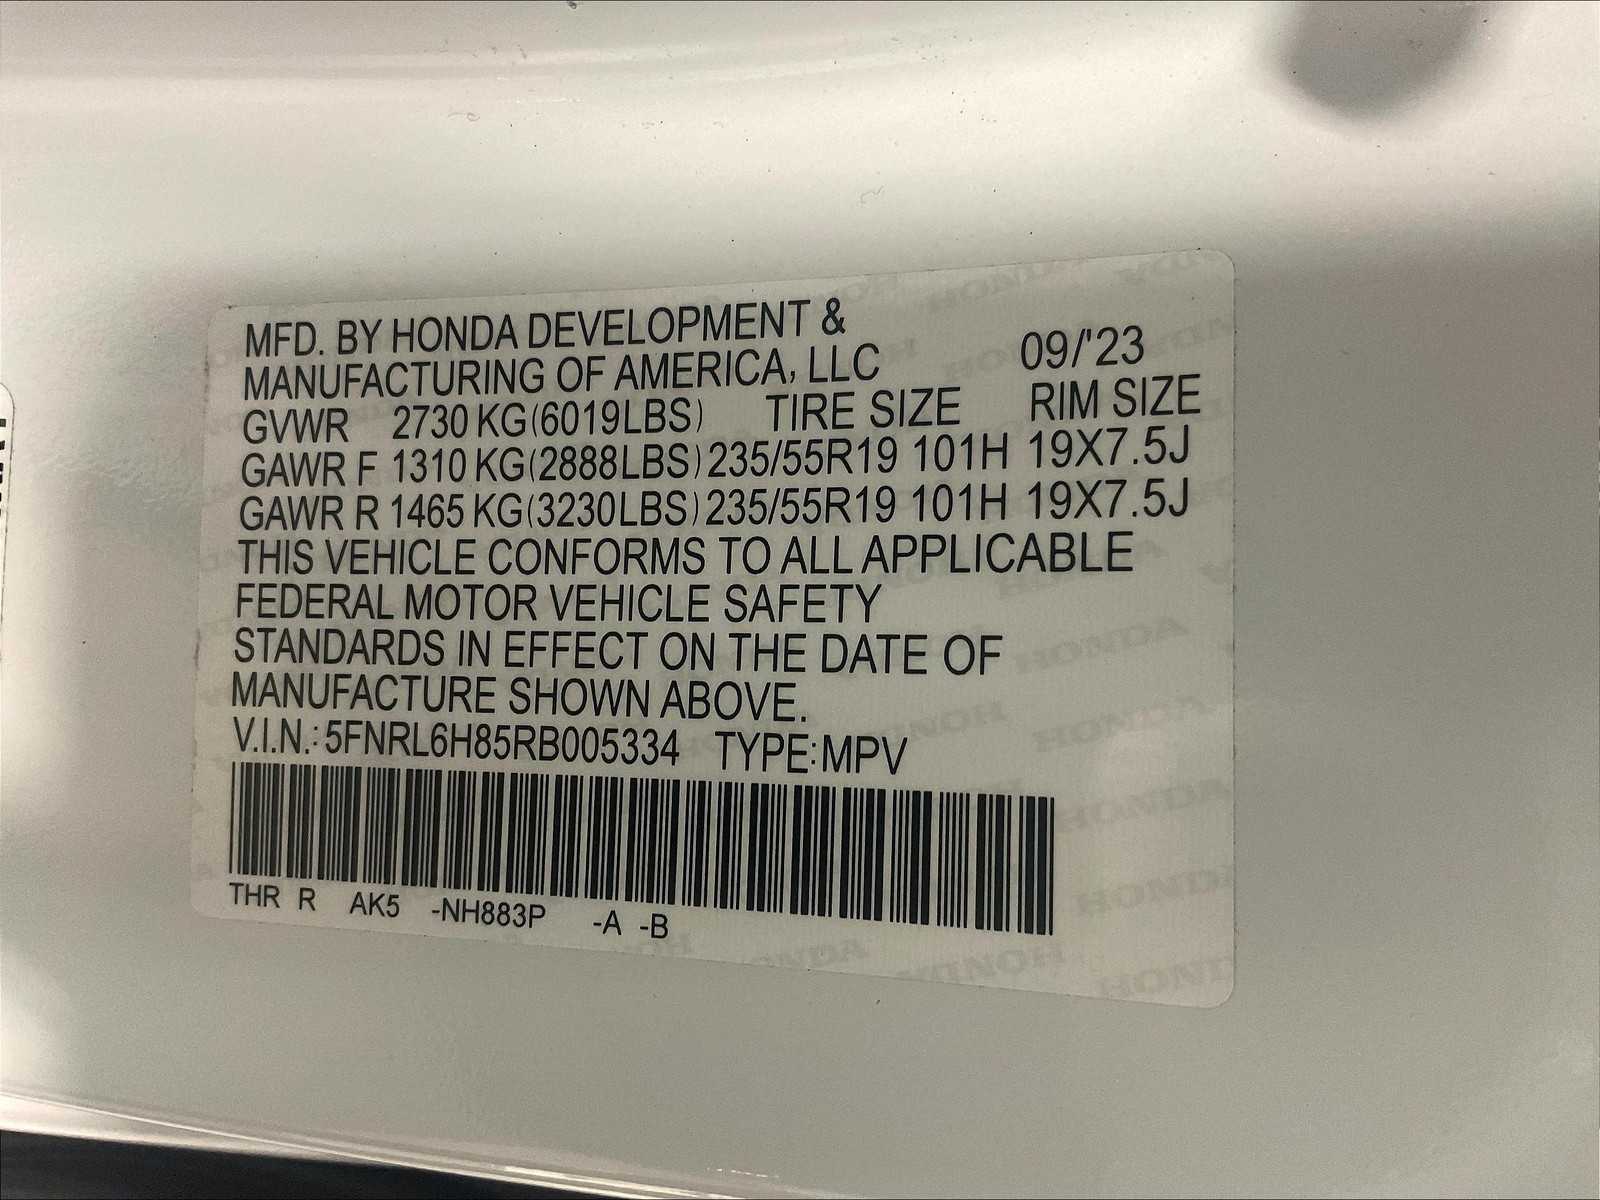 MFD. BY HONDA DEVELOPMENT &
MANUFACTURING OF AMERICA, LLC 09/'23
GVWR 2730 KG(6019LBS) TIRE SIZE RIM SIZE
GAWR F 1310 KG(2888LBS) 235/55R19 101H 19X7.5J
GAWR R 1465 KG(3230LBS) 235/55R19 101H 19X7.5J
THIS VEHICLE CONFORMS TO ALL APPLICABLE
FEDERAL MOTOR VEHICLE SAFETY
STANDARDS IN EFFECT ON THE DATE OF
MANUFACTURE SHOWN ABOVE.
V.I.N.:5FNRL6H85RB005334 TYPE:MPV
THR R AK5 -NH883P -A -B